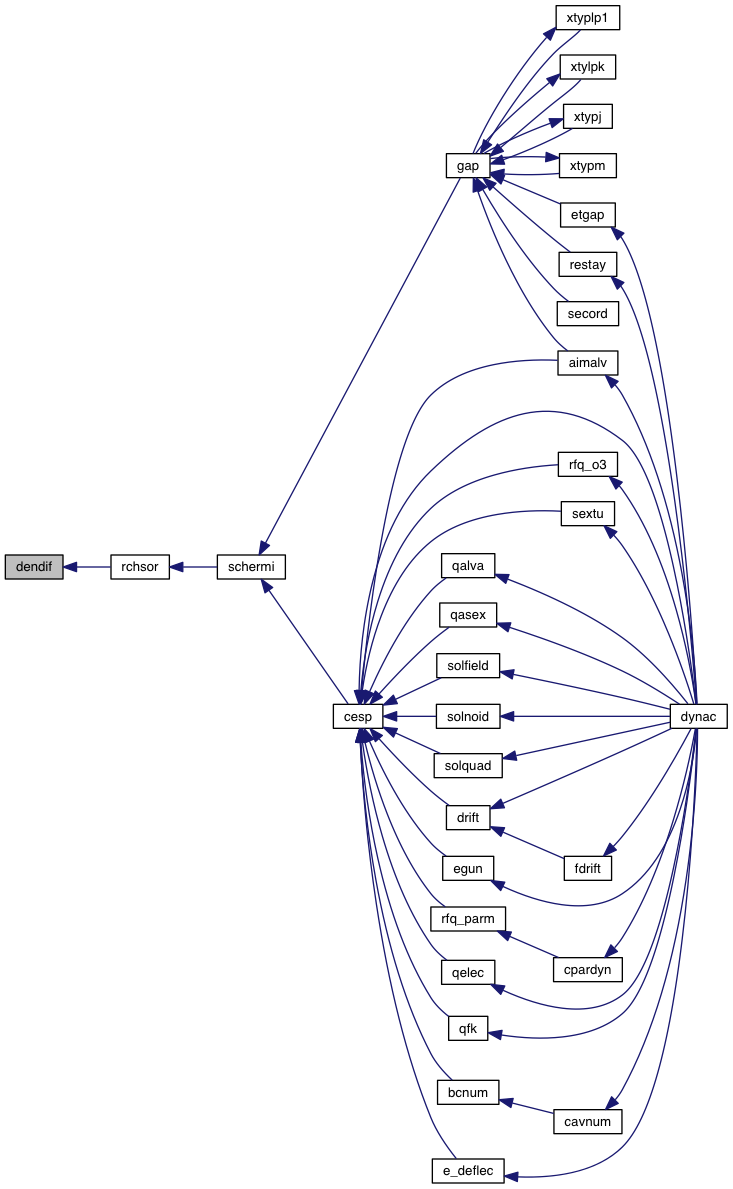 xtyplp1
xtylpk
xtypj
gap
xtypm
etgap
restay
secord
aimalv
rfq_o3
sextu
dendif
rchsor
schermi
qalva
qasex
solfield
cesp
solnoid
dynac
solquad
drift
egun
fdrift
rfq_parm
qelec
cpardyn
qfk
bcnum
cavnum
e_deflec